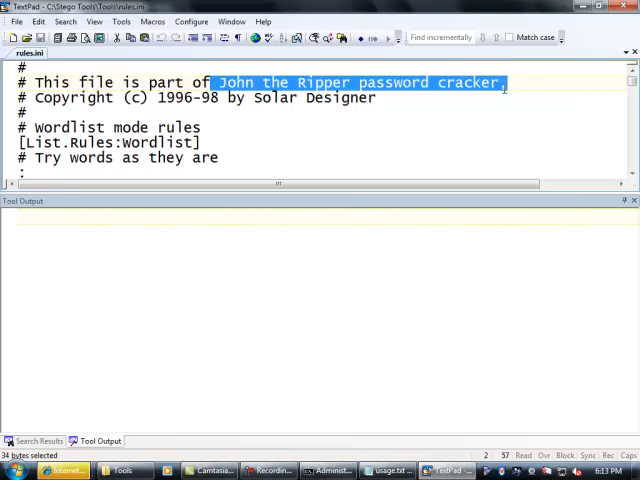 TextPad - C:\Stego Tools\Tools\rules.ini
File Search View Tools Macros Configure Window Help
Find incrementally Match case
rules.ini
#
# This file is part of John the Ripper password cracker,
# Copyright (c) 1996-98 by Solar Designer
#
# Wordlist mode rules
[List.Rules:Wordlist]
# Try words as they are
:
Tool Output
Search Results Tool Output
34 bytes selected 2 57 Read Ovr Block Sync Rec Caps
Internet... Tools Camtasia... Recordin... Administ... usage.txt ... TextPad -... 6:13 PM